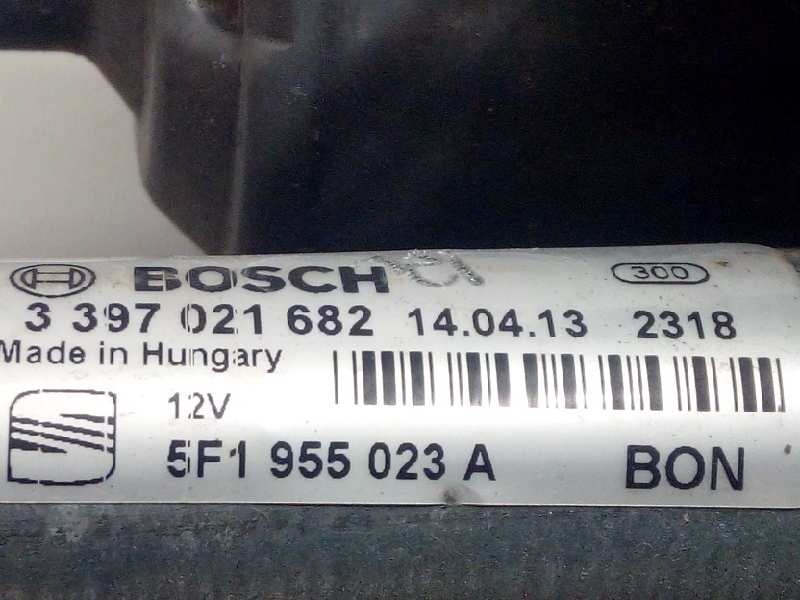 BOSCH 300
3 397 021 682 14.04.13 2318
Made in Hungary
12V
5F1 955 023 A BON